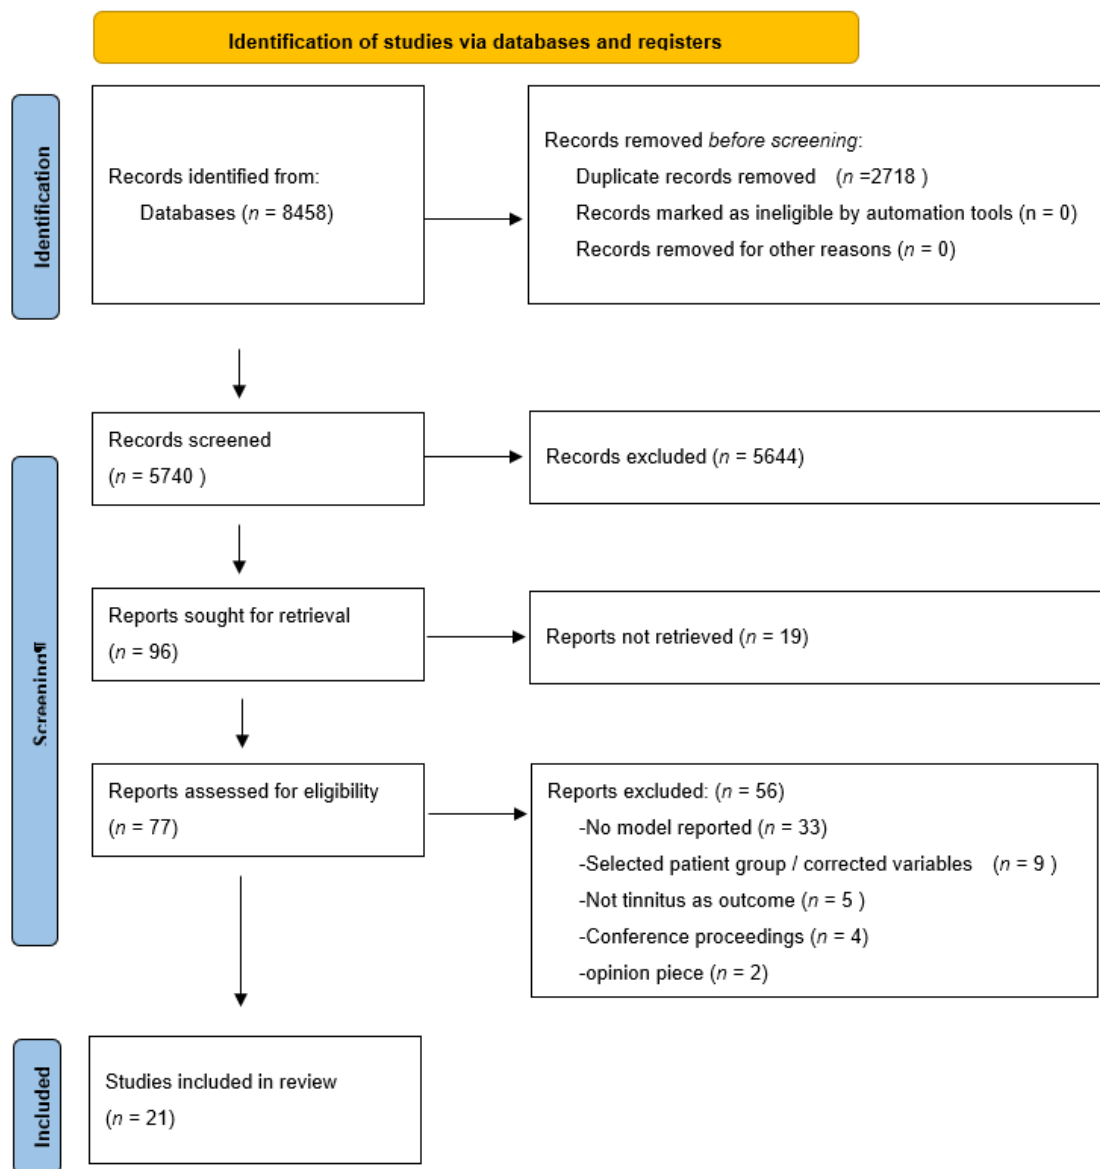 Identification of studies via databases and registers
Identification
Records identified from:
Databases (n = 8458)
Records removed before screening:
Duplicate records removed (n =2718 )
Records marked as ineligible by automation tools (n = 0)
Records removed for other reasons (n = 0)
Screening¶
Records screened
(n = 5740 )
Records excluded (n = 5644)
Reports sought for retrieval
(n = 96)
Reports not retrieved (n = 19)
Reports assessed for eligibility
(n = 77)
Reports excluded: (n = 56)
-No model reported (n = 33)
-Selected patient group / corrected variables (n = 9 )
-Not tinnitus as outcome (n = 5 )
-Conference proceedings (n = 4)
-opinion piece (n = 2)
Included
Studies included in review
(n = 21)